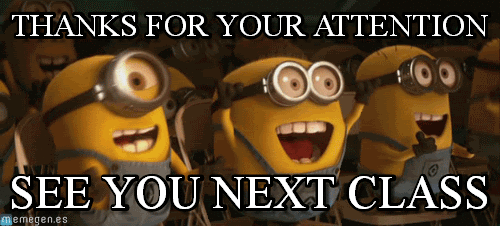 THANKS FOR YOUR ATTENTION
SEE YOU NEXT CLASS
memegen.es